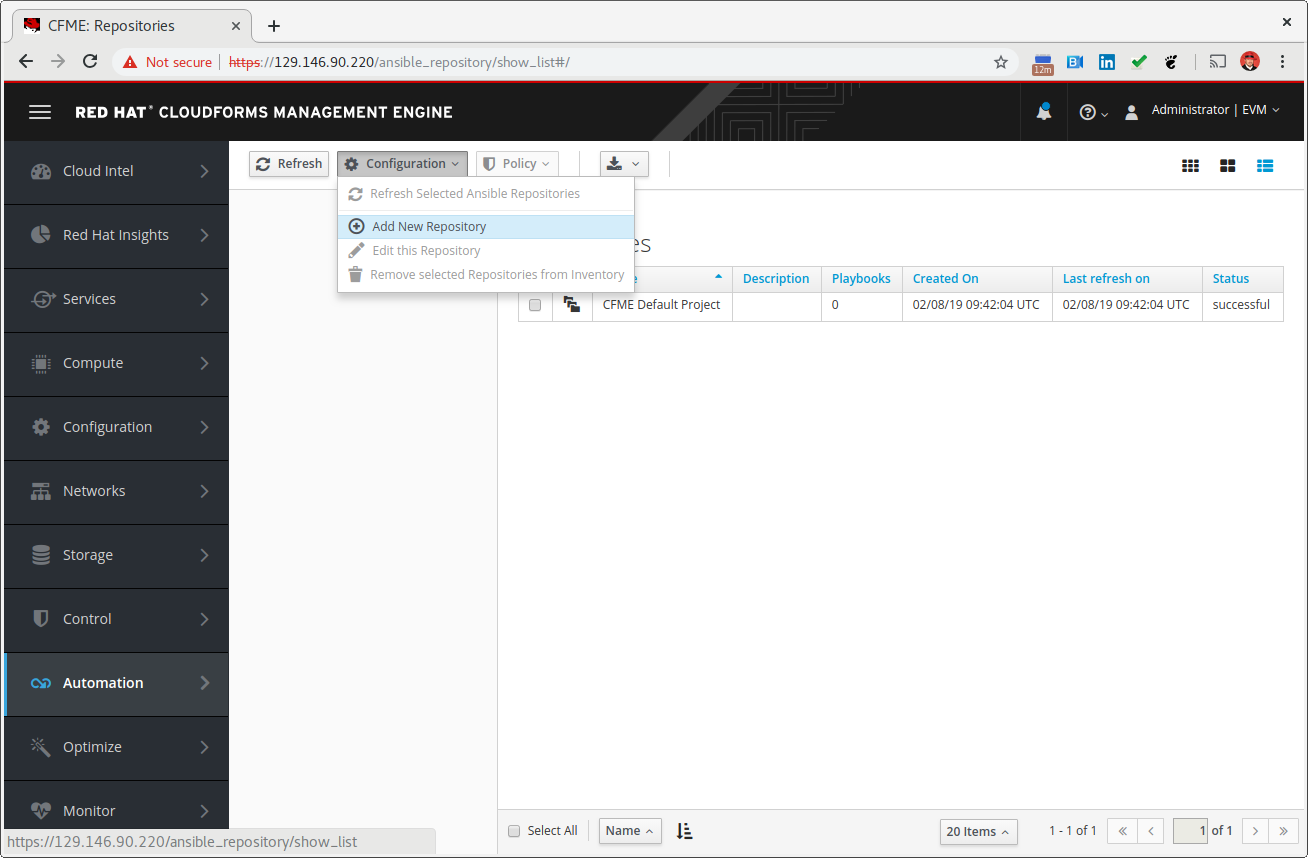 CFME: Repositories
Not secure https://129.146.90.220/ansible_repository/show_list#/
12m
RED HAT® CLOUDFORMS MANAGEMENT ENGINE
Administrator | EVM
Cloud Intel
Red Hat Insights
Services
Compute
Configuration
Networks
Storage
Control
Automation
Optimize
Monitor
Refresh Configuration Policy
Refresh Selected Ansible Repositories
Add New Repository
Edit this Repository
Remove selected Repositories from Inventory
es
e Description Playbooks Created On Last refresh on Status
CFME Default Project 0 02/08/19 09:42:04 UTC 02/08/19 09:42:04 UTC successful
Select All Name 20 Items 1 - 1 of 1 « < 1 of 1 > »
https://129.146.90.220/ansible_repository/show_list